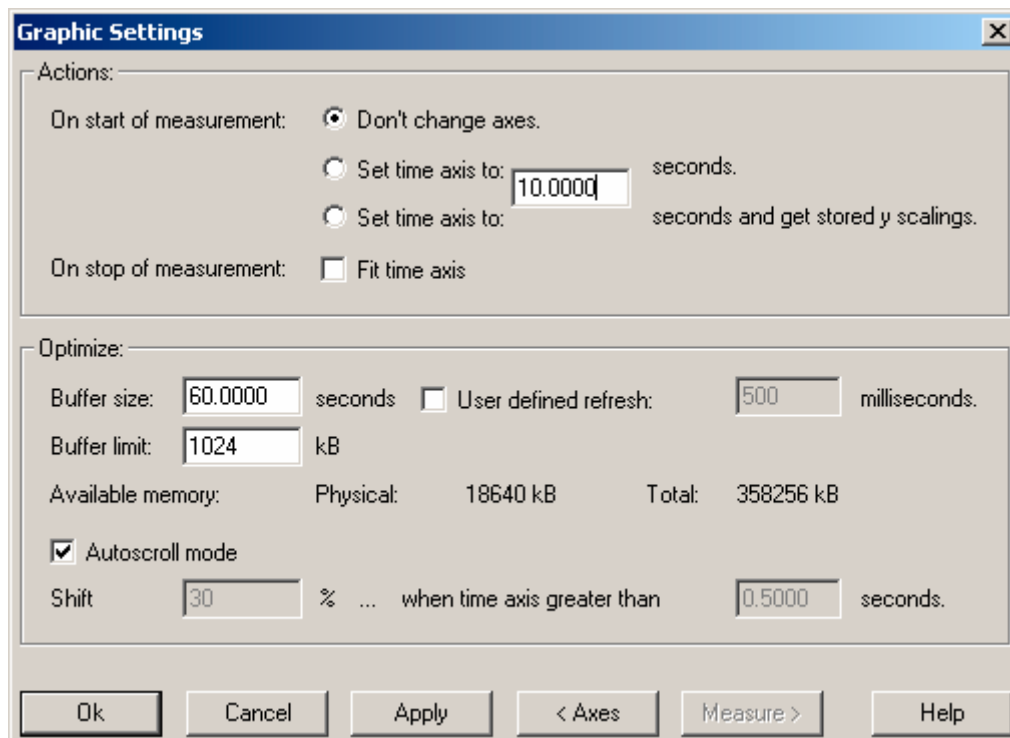 Graphic Settings
Actions:
On start of measurement: Don't change axes.
Set time axis to: 10.0000 seconds.
Set time axis to: seconds and get stored y scalings.
On stop of measurement: Fit time axis
Optimize:
Buffer size: 60.0000 seconds User defined refresh: 500 milliseconds.
Buffer limit: 1024 kB
Available memory: Physical: 18640 kB Total: 358256 kB
Autoscroll mode
Shift 30 % ... when time axis greater than 0.5000 seconds.
Ok Cancel Apply < Axes Measure > Help